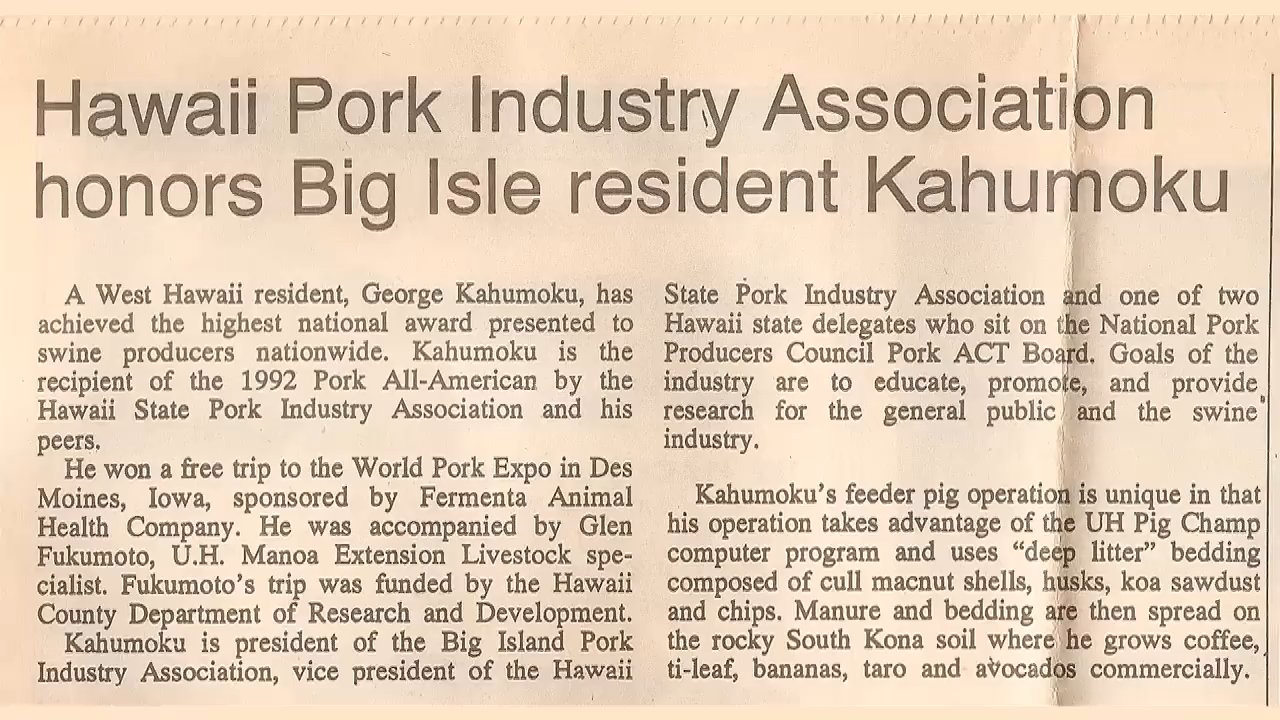 Hawaii Pork Industry Association
honors Big Isle resident Kahumoku
A West Hawaii resident, George Kahumoku, has
achieved the highest national award presented to
swine producers nationwide. Kahumoku is the
recipient of the 1992 Pork All-American by the
Hawaii State Pork Industry Association and his
peers.
He won a free trip to the World Pork Expo in Des
Moines, Iowa, sponsored by Fermenta Animal
Health Company. He was accompanied by Glen
Fukumoto, U.H. Manoa Extension Livestock spe-
cialist. Fukumoto's trip was funded by the Hawaii
County Department of Research and Development.
Kahumoku is president of the Big Island Pork
Industry Association, vice president of the Hawaii
State Pork Industry Association and one of two
Hawaii state delegates who sit on the National Pork
Producers Council Pork ACT Board. Goals of the
industry are to educate, promote, and provide
research for the general public and the swine
industry.
Kahumoku's feeder pig operation is unique in that
his operation takes advantage of the UH Pig Champ
computer program and uses "deep litter" bedding
composed of cull macnut shells, husks, koa sawdust
and chips. Manure and bedding are then spread on
the rocky South Kona soil where he grows coffee,
ti-leaf, bananas, taro and avocados commercially.